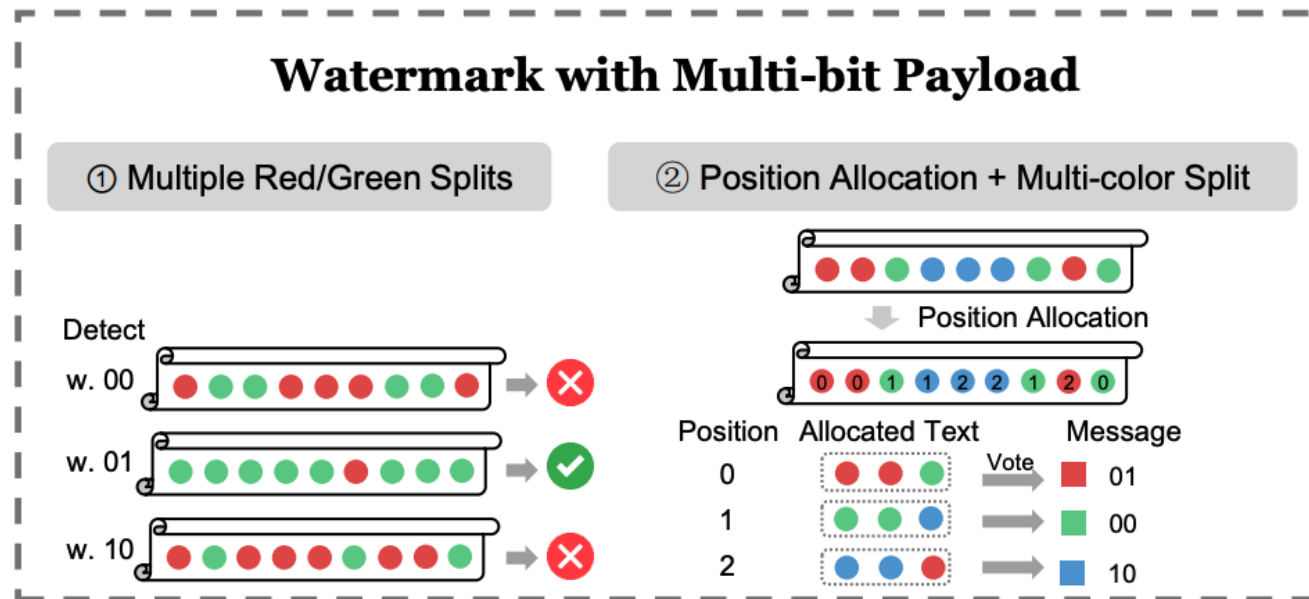 Watermark with Multi-bit Payload
① Multiple Red/Green Splits
Detect
w. 00
w. 01
w. 10
② Position Allocation + Multi-color Split
Position Allocation
0 0 1 1 2 2 1 2 0
Position Allocated Text Message
0 Vote 01
1 00
2 10